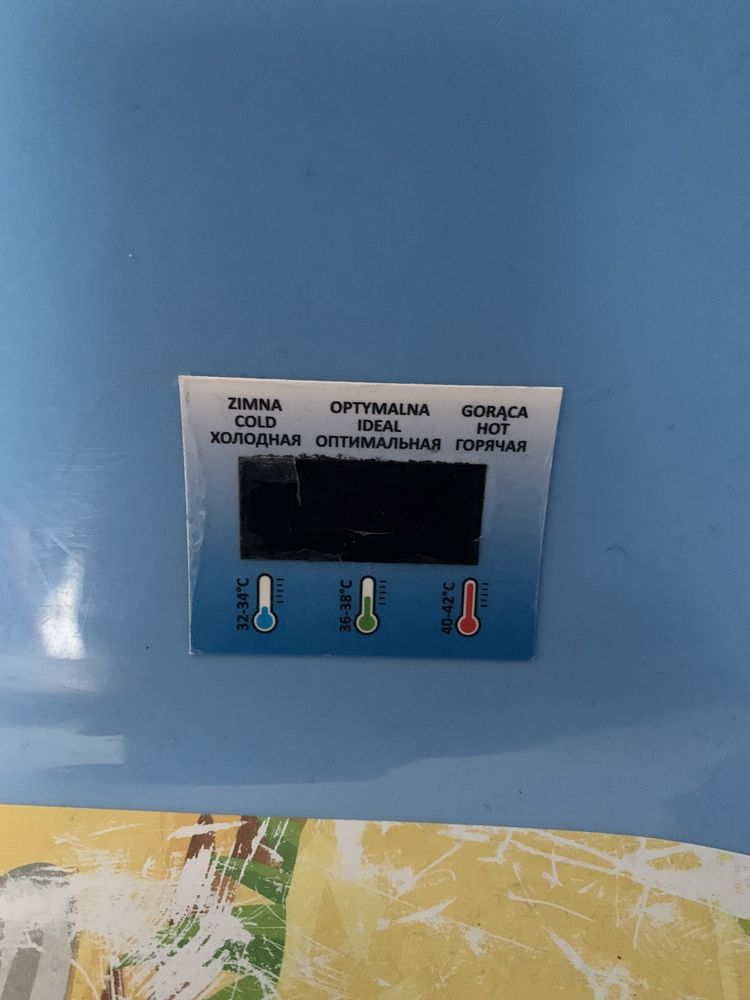 ZIMNA
COLD
ХОЛОДНАЯ
OPTYMALNA
IDEAL
ОПТИМАЛЬНАЯ
GORĄCA
HOT
ГОРЯЧАЯ
32-34°C
36-38°C
40-42°C